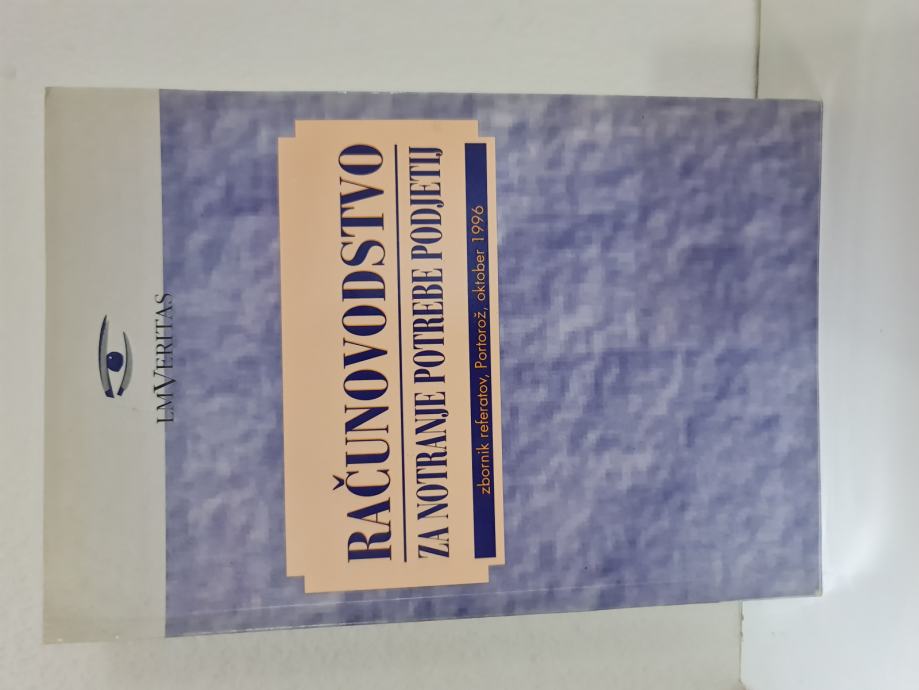 LMVERITAS
RAČUNOVODSTVO
ZA NOTRANJE POTREBE PODJETIJ
zbornik referatov, Portorož, oktober 1996